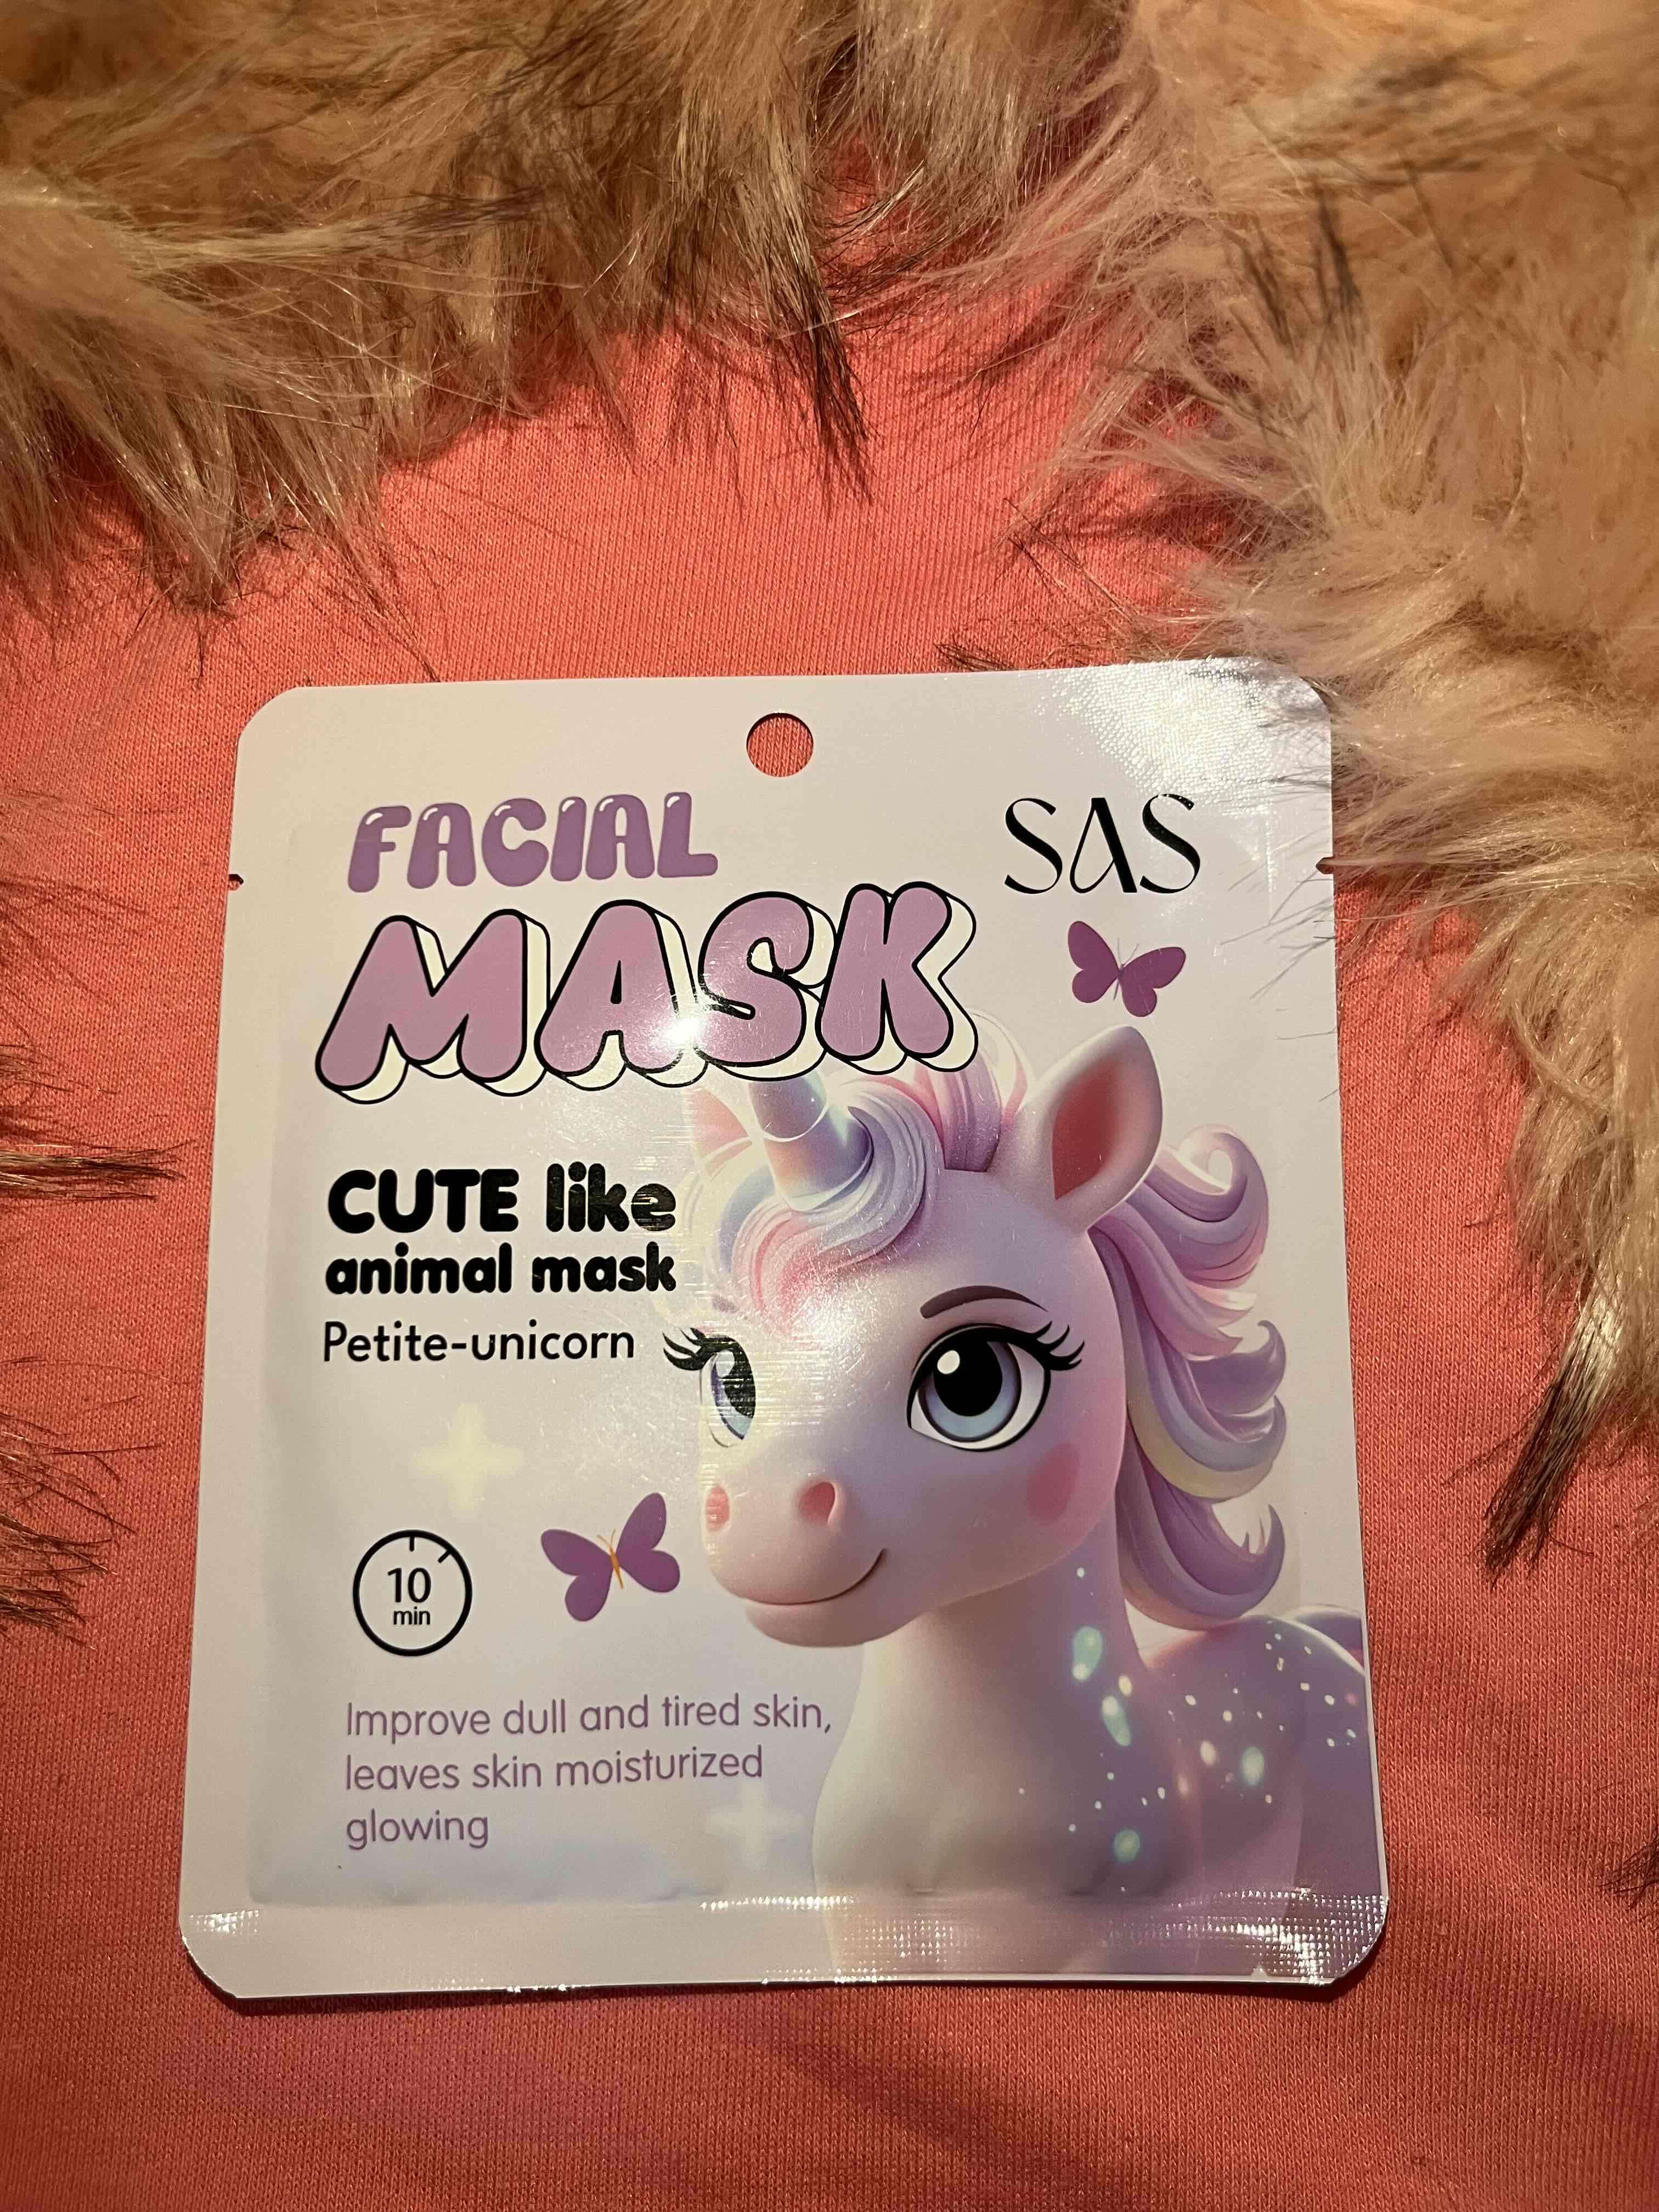 FACIAL
SAS
MASK
CUTE like
animal mask
Petite-unicorn
10
min
Improve dull and tired skin,
leaves skin moisturized
glowing